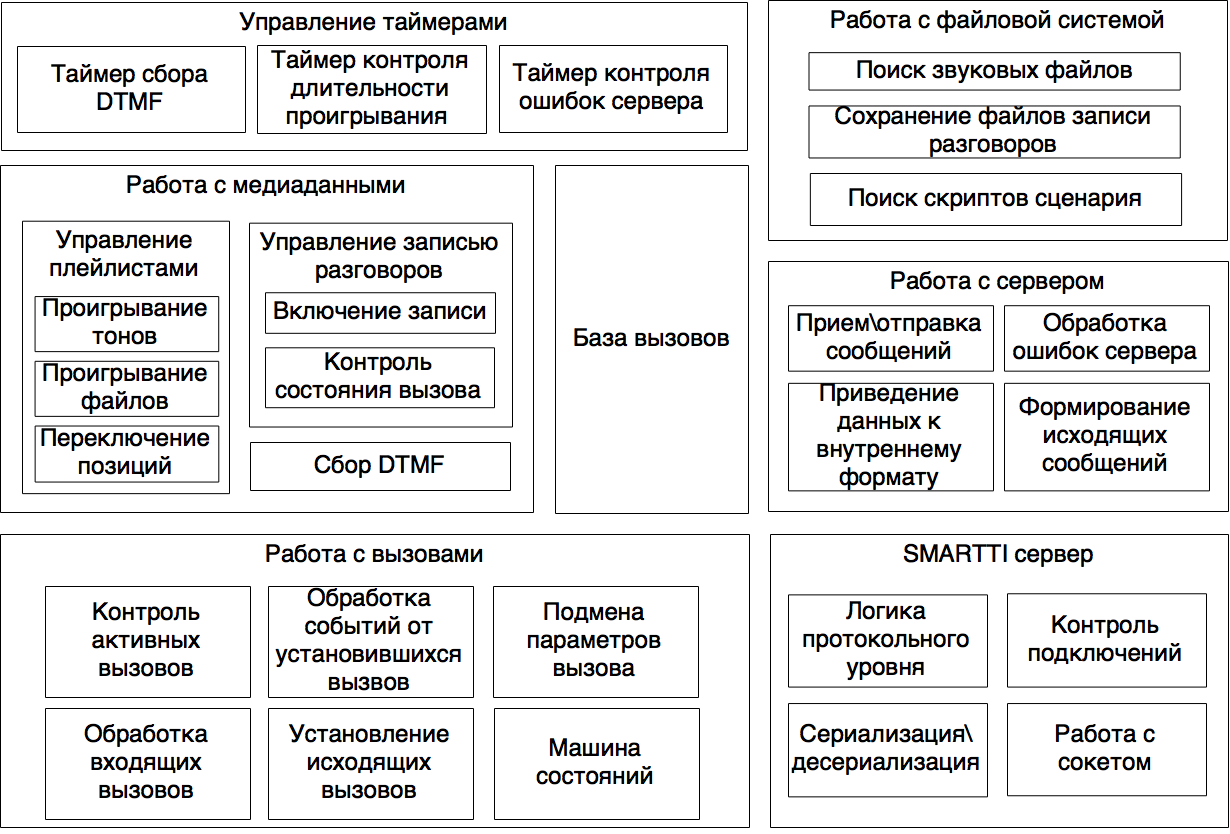 Управление таймерами
Таймер сбора
DTMF
Таймер контроля
длительности
проигрывания
Таймер контроля
ошибок сервера
Работа с файловой системой
Поиск звуковых файлов
Сохранение файлов записи
разговоров
Поиск скриптов сценария
Работа с медиаданными
Управление
плейлистами
Проигрывание
тонов
Проигрывание
файлов
Переключение
позиций
Управление записью
разговоров
Включение записи
Контроль
состояния вызова
Сбор DTMF
База вызовов
Работа с сервером
Прием\отправка
сообщений
Обработка
ошибок сервера
Приведение
данных к
внутреннему
формату
Формирование
исходящих
сообщений
Работа с вызовами
Контроль
активных
вызовов
Обработка
событий от
установившихся
вызвов
Подмена
параметров
вызова
Обработка
входящих
вызовов
Установление
исходящих
вызовов
Машина
состояний
SMARTTI сервер
Логика
протокольного
уровня
Контроль
подключений
Сериализация\
десериализация
Работа с
сокетом